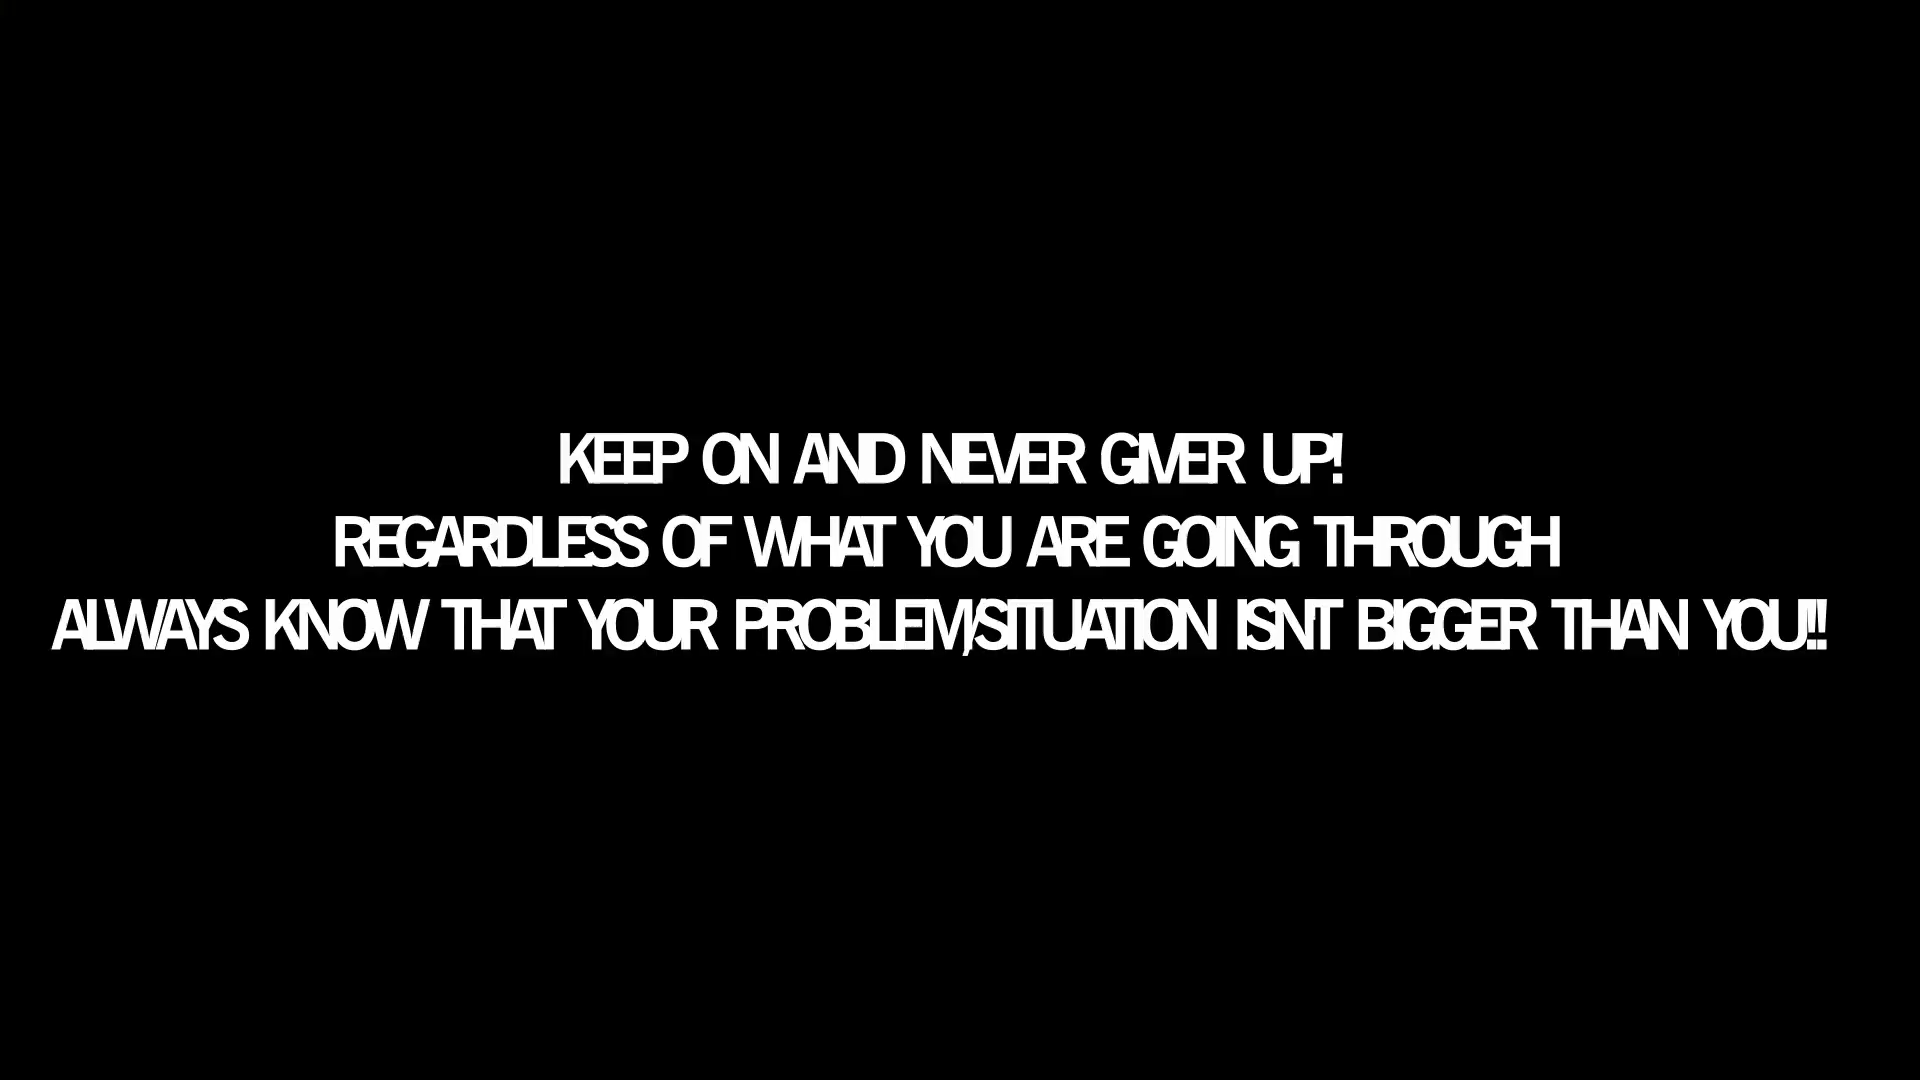 KEEP ON AND NEVER GIVER UP!
REGARDLESS OF WHAT YOU ARE GOING THROUGH
ALWAYS KNOW THAT YOUR PROBLEM/SITUATION ISN'T BIGGER THAN YOU!!